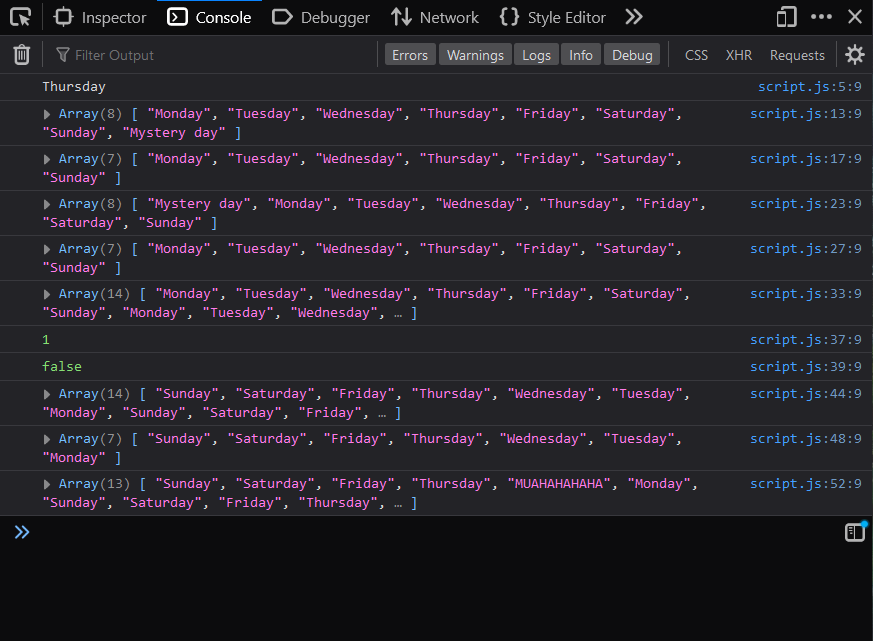 Inspector Console Debugger Network Style Editor
Filter Output Errors Warnings Logs Info Debug CSS XHR Requests
Thursday script.js:5:9
Array(8) [ "Monday", "Tuesday", "Wednesday", "Thursday", "Friday", "Saturday", script.js:13:9
"Sunday", "Mystery day" ]
Array(7) [ "Monday", "Tuesday", "Wednesday", "Thursday", "Friday", "Saturday", script.js:17:9
"Sunday" ]
Array(8) [ "Mystery day", "Monday", "Tuesday", "Wednesday", "Thursday", "Friday", script.js:23:9
"Saturday", "Sunday" ]
Array(7) [ "Monday", "Tuesday", "Wednesday", "Thursday", "Friday", "Saturday", script.js:27:9
"Sunday" ]
Array(14) [ "Monday", "Tuesday", "Wednesday", "Thursday", "Friday", "Saturday", script.js:33:9
"Sunday", "Monday", "Tuesday", "Wednesday", … ]
1 script.js:37:9
false script.js:39:9
Array(14) [ "Sunday", "Saturday", "Friday", "Thursday", "Wednesday", "Tuesday", script.js:44:9
"Monday", "Sunday", "Saturday", "Friday", … ]
Array(7) [ "Sunday", "Saturday", "Friday", "Thursday", "Wednesday", "Tuesday", script.js:48:9
"Monday" ]
Array(13) [ "Sunday", "Saturday", "Friday", "Thursday", "MUAHAHAHAHA", "Monday", script.js:52:9
"Sunday", "Saturday", "Friday", "Thursday", … ]